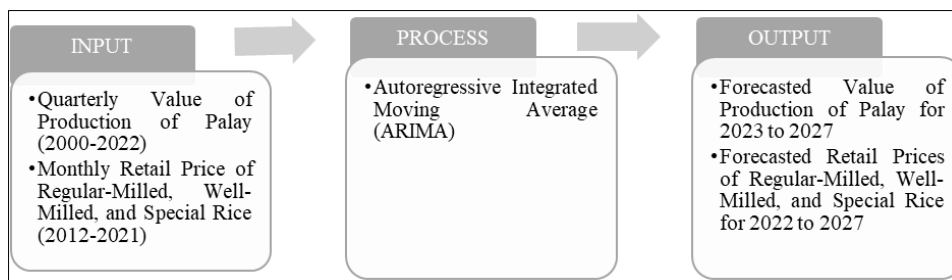 INPUT
•Quarterly Value of
Production of Palay
(2000-2022)
•Monthly Retail Price of
Regular-Milled, Well-
Milled, and Special Rice
(2012-2021)
PROCESS
•Autoregressive Integrated
Moving Average
(ARIMA)
OUTPUT
•Forecasted Value of
Production of Palay for
2023 to 2027
•Forecasted Retail Prices
of Regular-Milled, Well-
Milled, and Special Rice
for 2022 to 2027